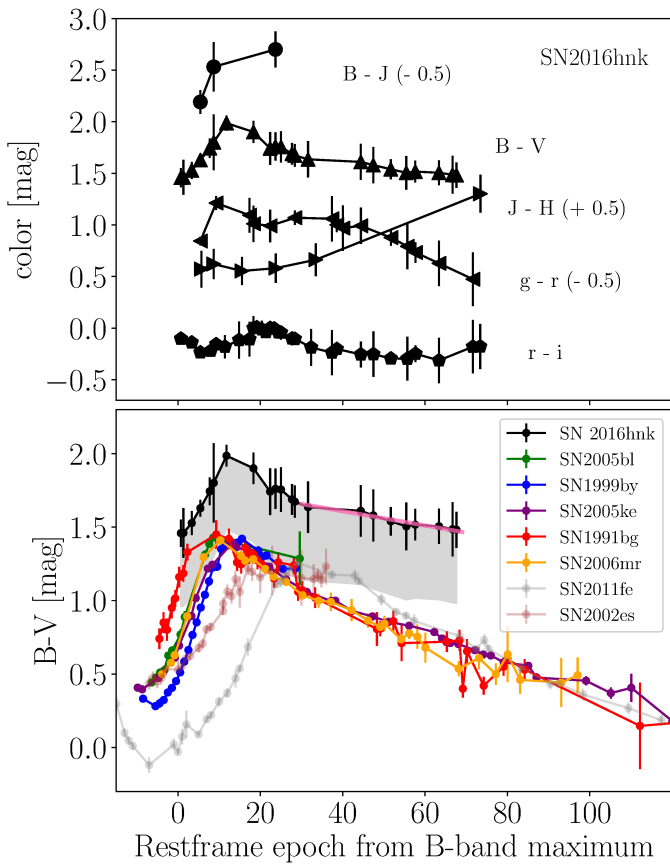 3.0
2.5
2.0
1.5
1.0
0.5
0.0
−0.5
color [mag]
SN2016hnk
B - J (- 0.5)
B - V
J - H (+ 0.5)
g - r (- 0.5)
r - i
2.0
1.5
1.0
0.5
0.0
B-V [mag]
SN 2016hnk
SN2005bl
SN1999by
SN2005ke
SN1991bg
SN2006mr
SN2011fe
SN2002es
0 20 40 60 80 100
Restframe epoch from B-band maximum